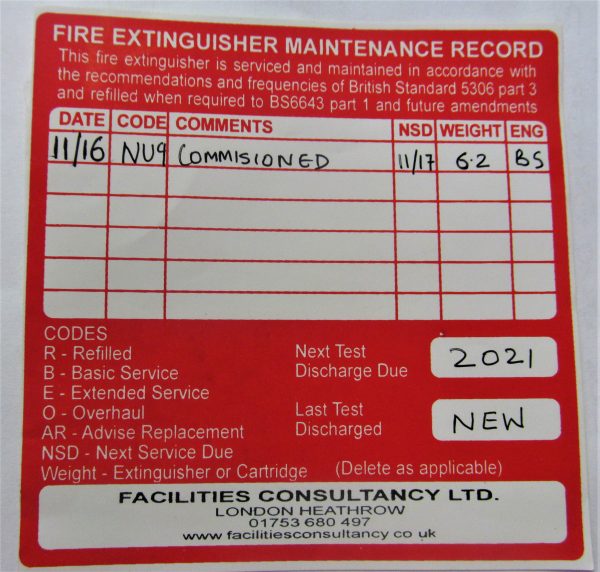 FIRE EXTINGUISHER MAINTENANCE RECORD
This fire extinguisher is serviced and maintained in accordance with
the recommendations and frequencies of British Standard 5306 part 3
and refilled when required to BS6643 part 1 and future amendments
DATE CODE COMMENTS NSD WEIGHT ENG
11/16 NU9 COMMISIONED 11/17 6.2 BS
CODES
R - Refilled
B - Basic Service
E - Extended Service
O - Overhaul
AR - Advise Replacement
NSD - Next Service Due
Weight - Extinguisher or Cartridge (Delete as applicable)
Next Test
Discharge Due
2021
Last Test
Discharged
NEW
FACILITIES CONSULTANCY LTD.
LONDON HEATHROW
01753 680 497
www.facilitiesconsultancy.co.uk